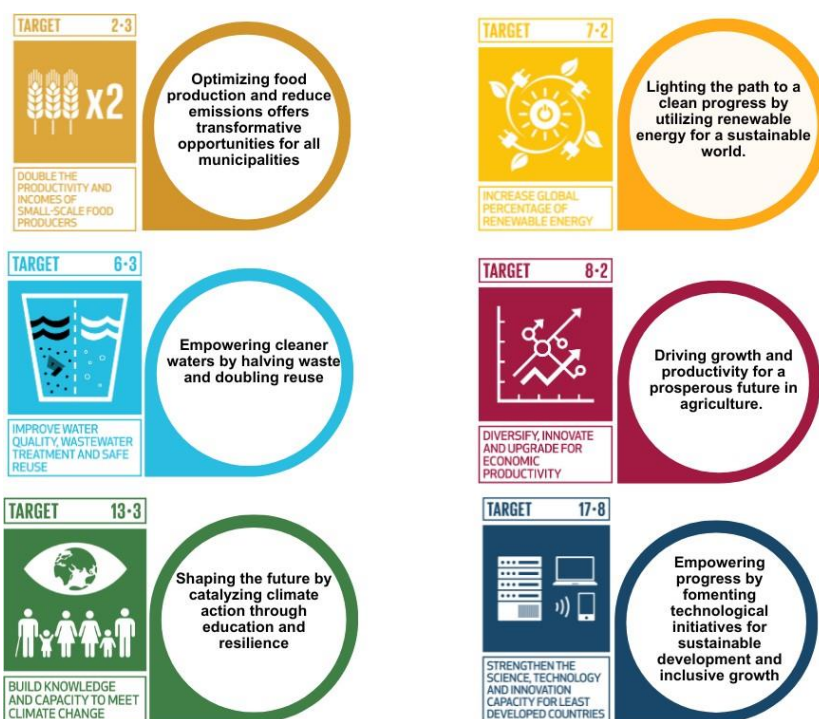 TARGET 2·3
x2
DOUBLE THE
PRODUCTIVITY AND
INCOMES OF
SMALL-SCALE FOOD
PRODUCERS
Optimizing food
production and reduce
emissions offers
transformative
opportunities for all
municipalities
TARGET 7·2
INCREASE GLOBAL
PERCENTAGE OF
RENEWABLE ENERGY
Lighting the path to a
clean progress by
utilizing renewable
energy for a sustainable
world.
TARGET 6·3
IMPROVE WATER
QUALITY, WASTEWATER
TREATMENT AND SAFE
REUSE
Empowering cleaner
waters by halving waste
and doubling reuse
TARGET 8·2
DIVERSIFY, INNOVATE
AND UPGRADE FOR
ECONOMIC
PRODUCTIVITY
Driving growth and
productivity for a
prosperous future in
agriculture.
TARGET 13·3
BUILD KNOWLEDGE
AND CAPACITY TO MEET
CLIMATE CHANGE
Shaping the future by
catalyzing climate
action through
education and
resilience
TARGET 17·8
STRENGTHEN THE
SCIENCE, TECHNOLOGY
AND INNOVATION
CAPACITY FOR LEAST
DEVELOPED COUNTRIES
Empowering
progress by
fomenting
technological
initiatives for
sustainable
development and
inclusive growth